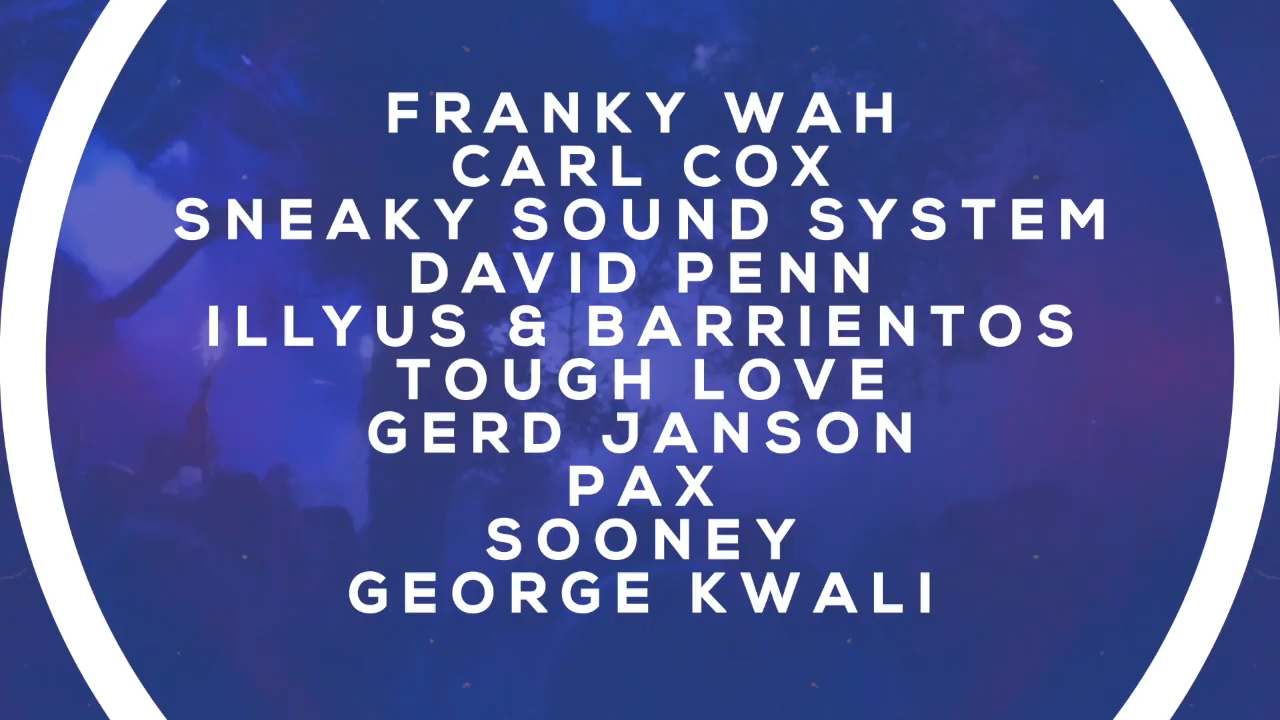 FRANKY WAH
CARL COX
SNEAKY SOUND SYSTEM
DAVID PENN
ILLYUS & BARRIENTOS
TOUGH LOVE
GERD JANSON
PAX
SOONEY
GEORGE KWALI